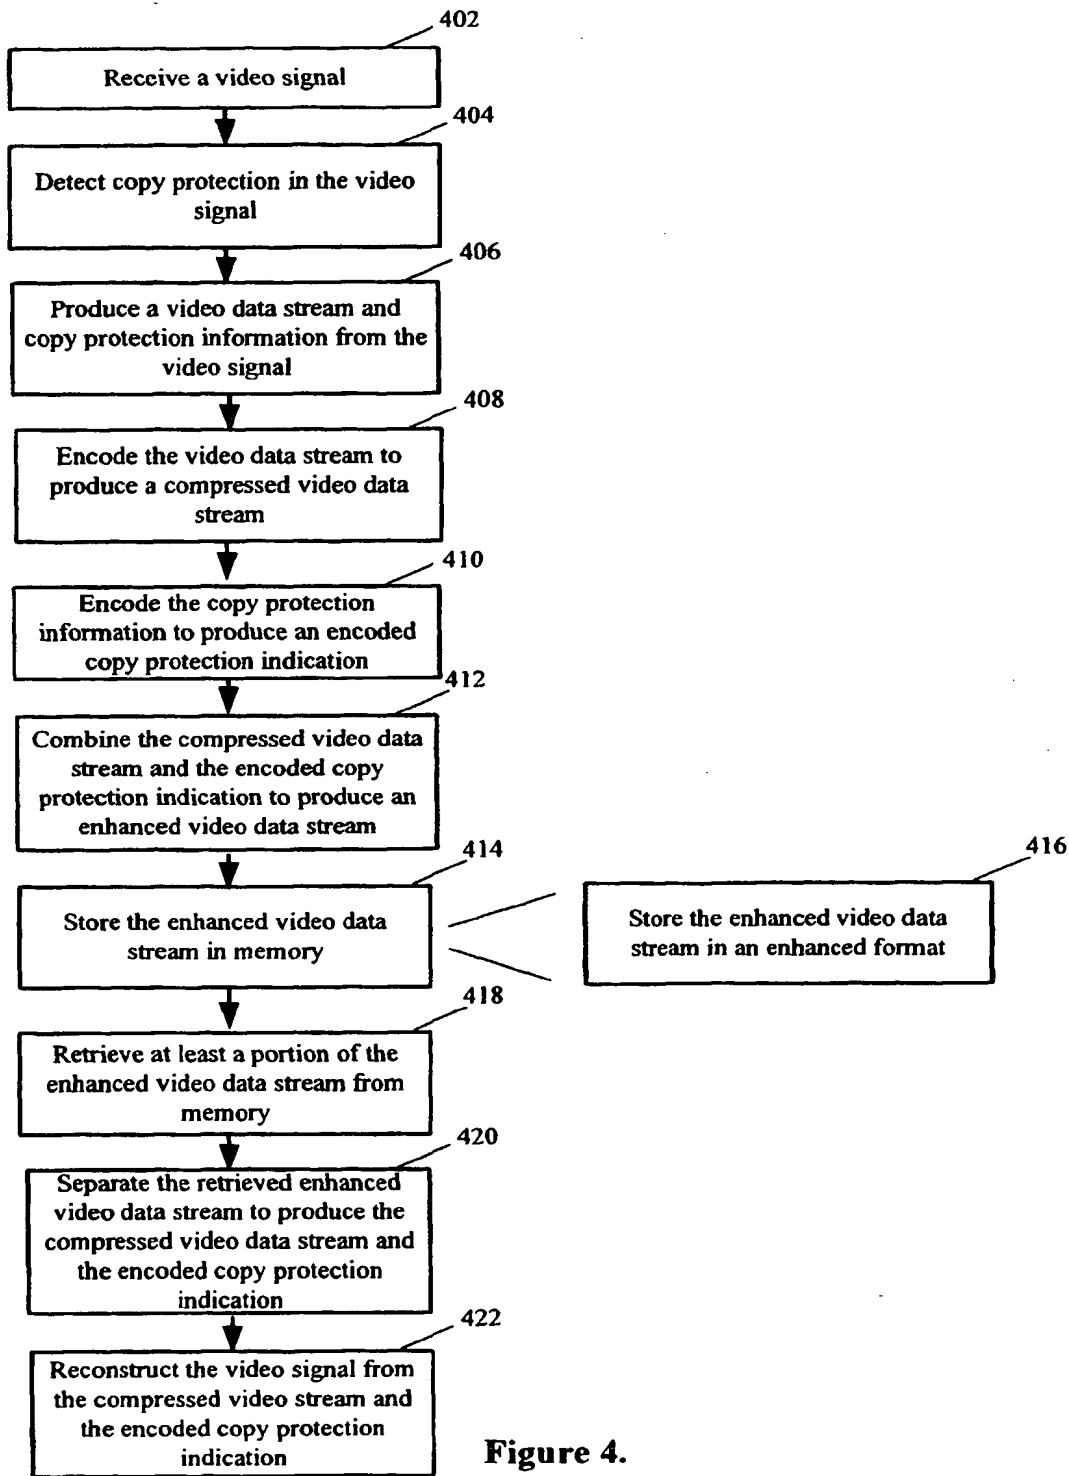 402
Receive a video signal
404
Detect copy protection in the video
signal
406
Produce a video data stream and
copy protection information from the
video signal
408
Encode the video data stream to
produce a compressed video data
stream
410
Encode the copy protection
information to produce an encoded
copy protection indication
412
Combine the compressed video data
stream and the encoded copy
protection indication to produce an
enhanced video data stream
414
Store the enhanced video data
stream in memory
416
Store the enhanced video data
stream in an enhanced format
418
Retrieve at least a portion of the
enhanced video data stream from
memory
420
Separate the retrieved enhanced
video data stream to produce the
compressed video data stream and
the encoded copy protection
indication
422
Reconstruct the video signal from
the compressed video stream and
the encoded copy protection
indication
Figure 4.